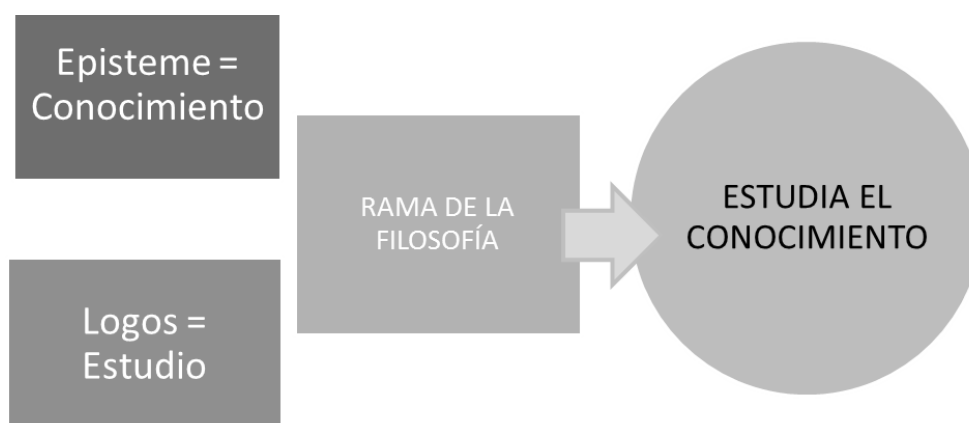 Episteme =
Conocimiento
Logos =
Estudio
RAMA DE LA
FILOSOFÍA
ESTUDIA EL
CONOCIMIENTO